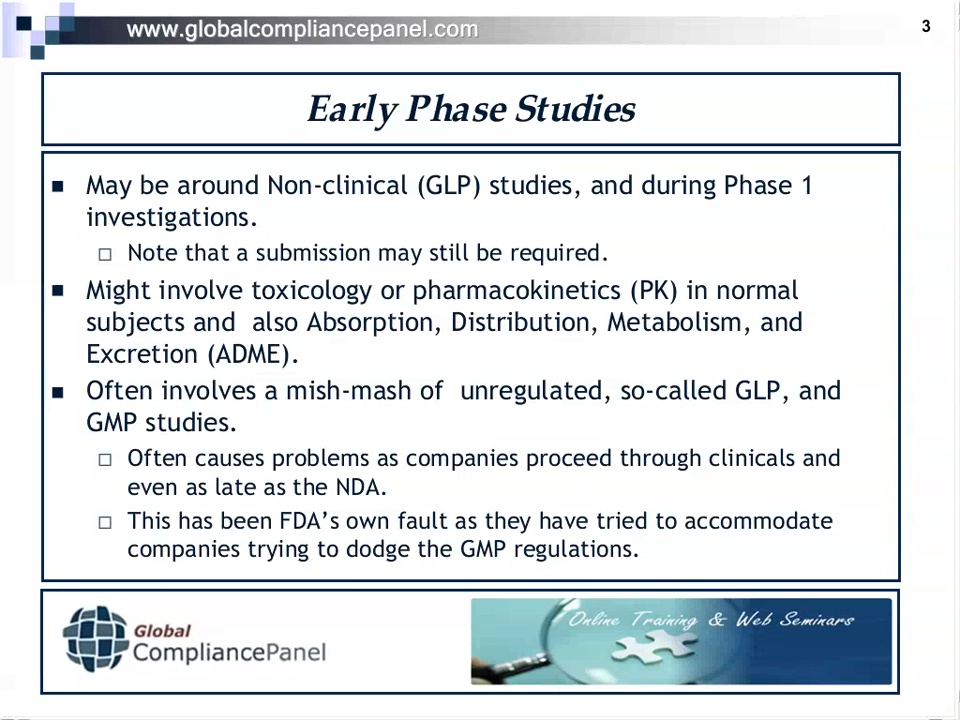 www.globalcompliancepanel.com
3
Early Phase Studies
May be around Non-clinical (GLP) studies, and during Phase 1
investigations.
Note that a submission may still be required.
Might involve toxicology or pharmacokinetics (PK) in normal
subjects and also Absorption, Distribution, Metabolism, and
Excretion (ADME).
Often involves a mish-mash of unregulated, so-called GLP, and
GMP studies.
Often causes problems as companies proceed through clinicals and
even as late as the NDA.
This has been FDA’s own fault as they have tried to accommodate
companies trying to dodge the GMP regulations.
Global
CompliancePanel
Online Training & Web Seminars